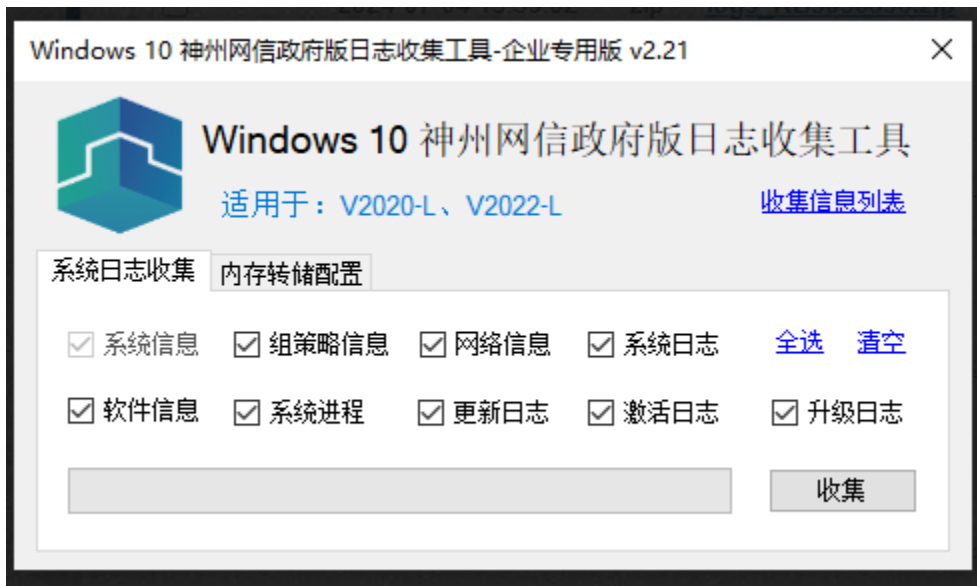 Windows 10 神州网信政府版日志收集工具-企业专用版 v2.21
Windows 10 神州网信政府版日志收集工具
适用于：V2020-L、V2022-L
收集信息列表
系统日志收集 内存转储配置
系统信息 组策略信息 网络信息 系统日志 全选 清空
软件信息 系统进程 更新日志 激活日志 升级日志
收集